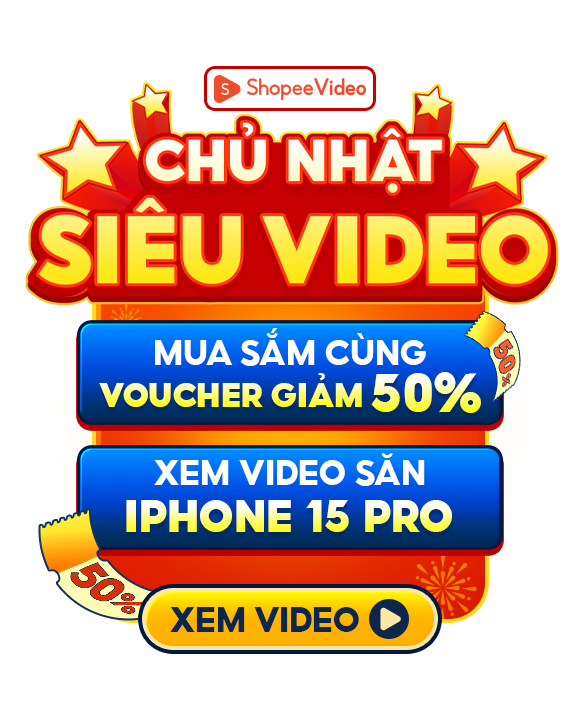 S ShopeeVideo
CHỦ NHẬT
SIÊU VIDEO
MUA SẮM CÙNG
VOUCHER GIẢM 50%
50%
XEM VIDEO SĂN
IPHONE 15 PRO
50%
XEM VIDEO